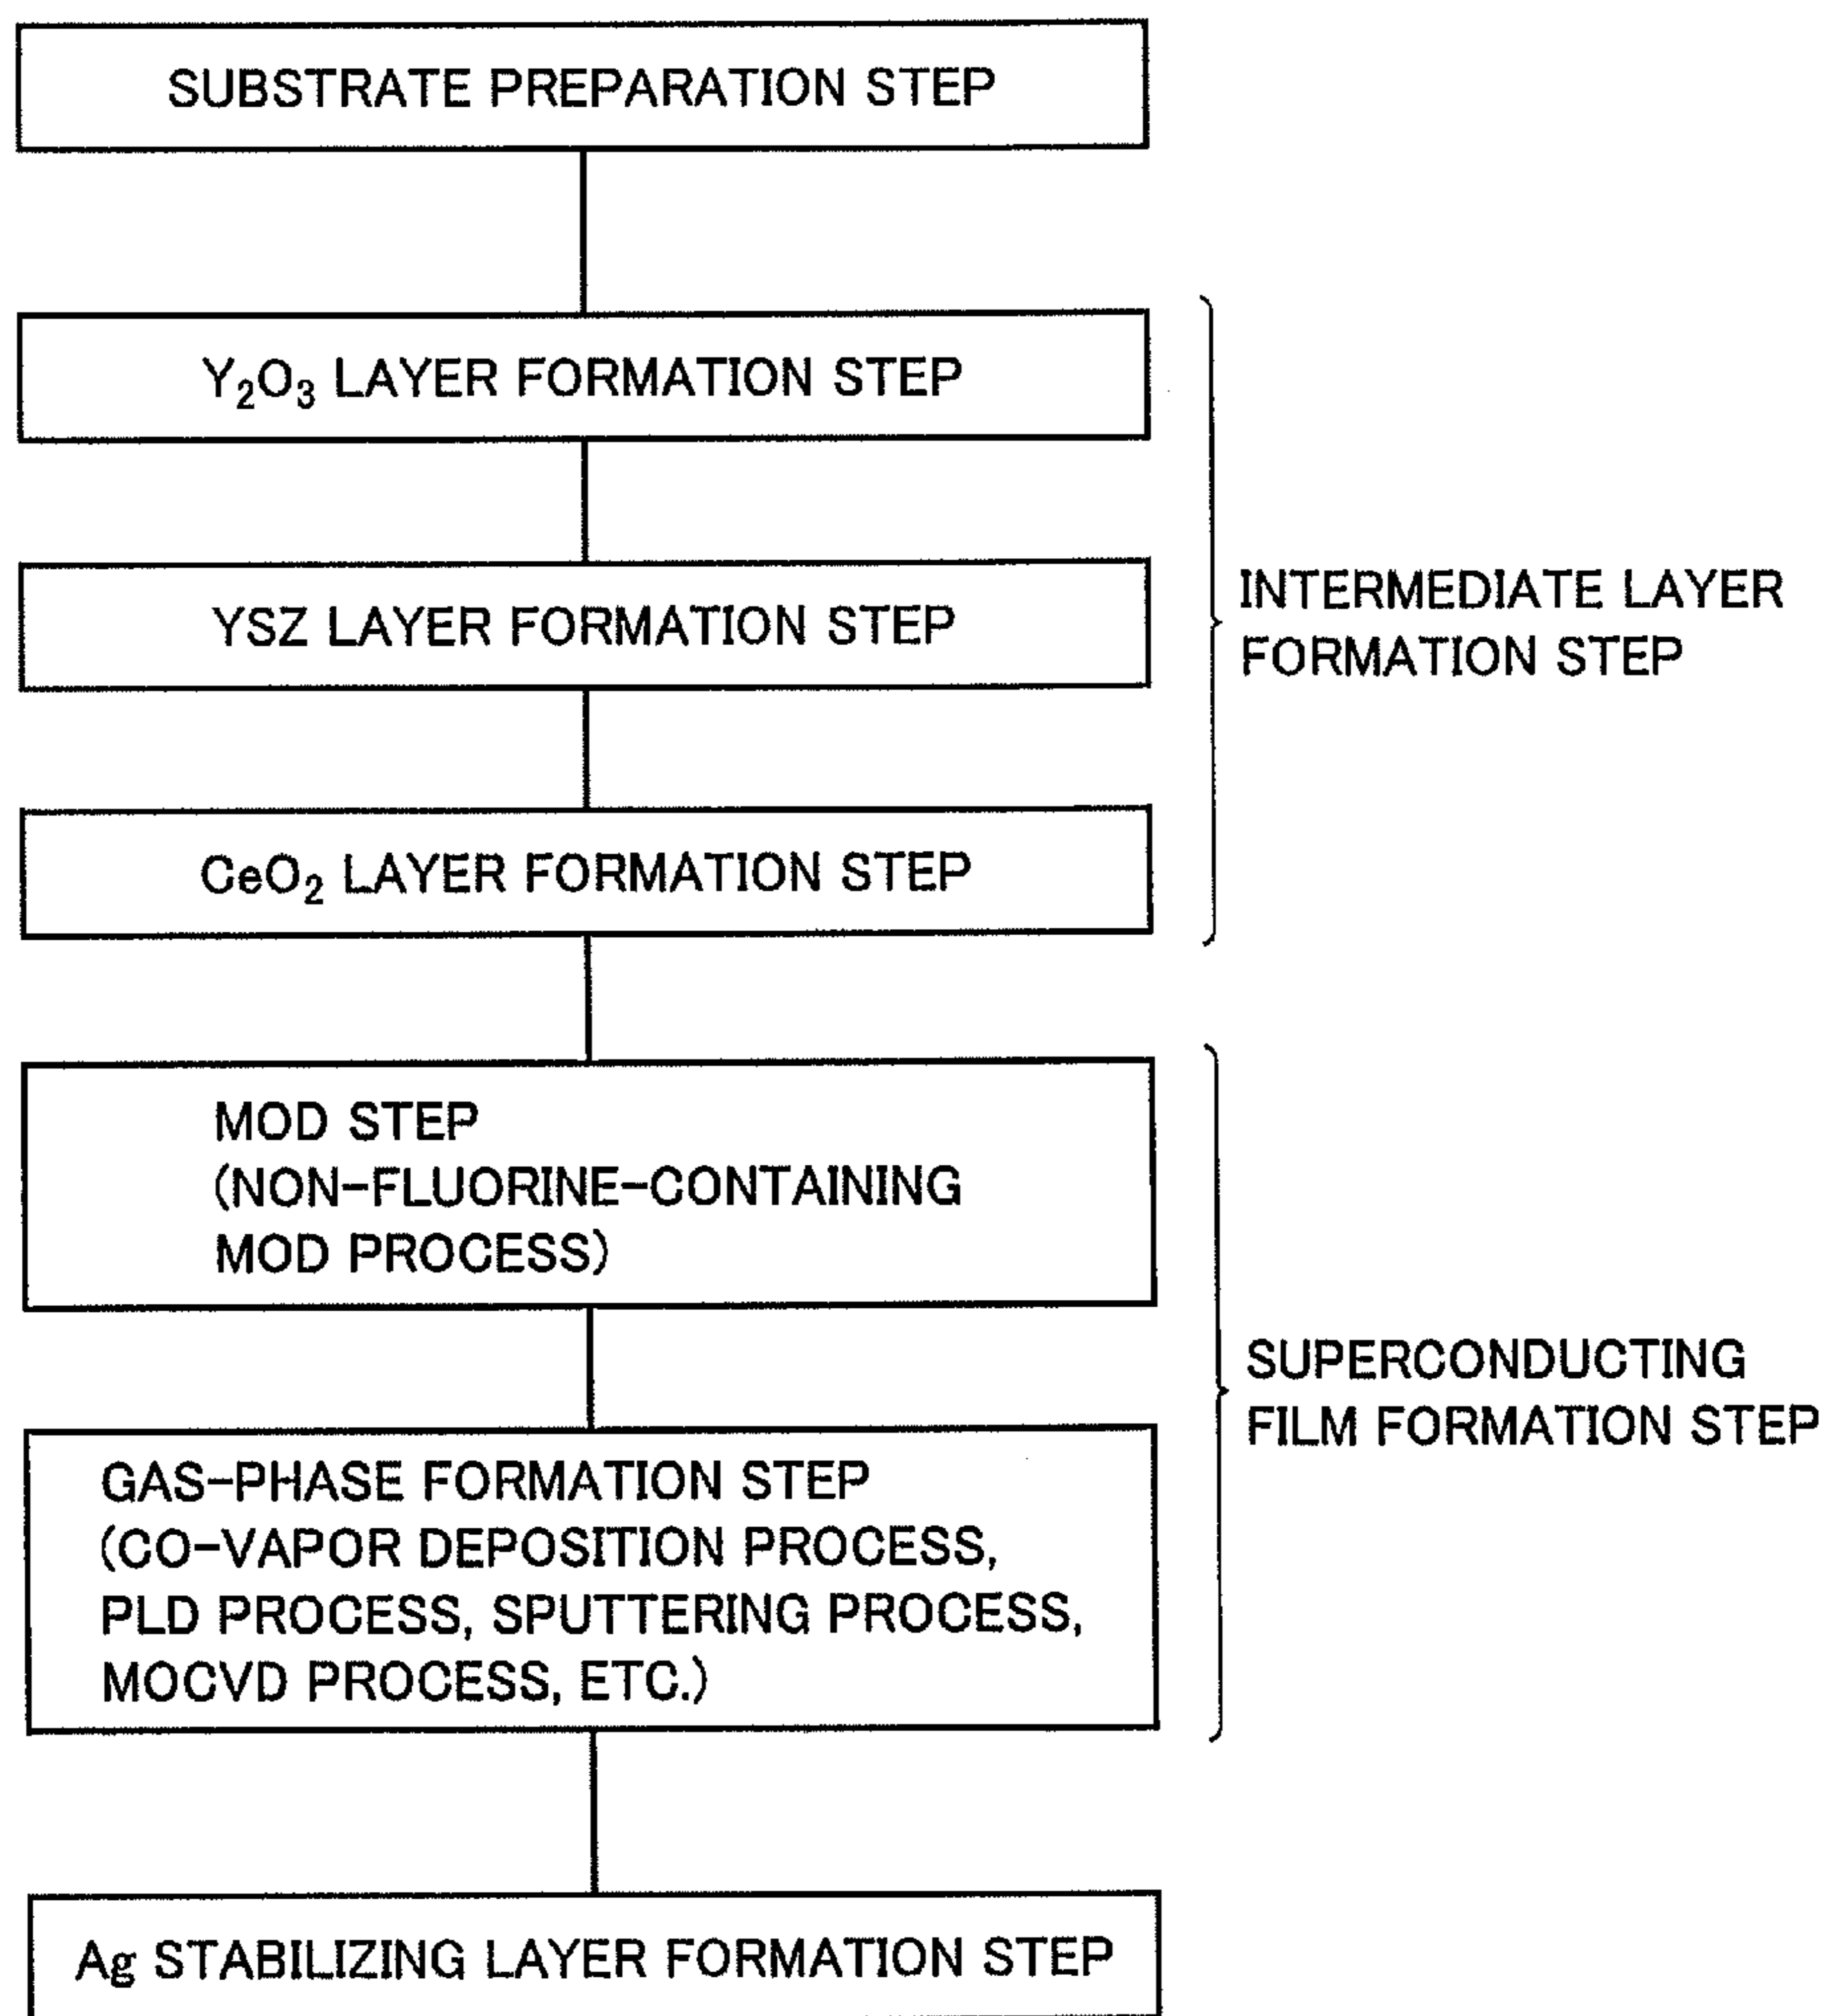 SUBSTRATE PREPARATION STEP
Y₂O₃ LAYER FORMATION STEP
YSZ LAYER FORMATION STEP
CeO₂ LAYER FORMATION STEP
INTERMEDIATE LAYER
FORMATION STEP
MOD STEP
(NON-FLUORINE-CONTAINING
MOD PROCESS)
GAS-PHASE FORMATION STEP
(CO-VAPOR DEPOSITION PROCESS,
PLD PROCESS, SPUTTERING PROCESS,
MOCVD PROCESS, ETC.)
SUPERCONDUCTING
FILM FORMATION STEP
Ag STABILIZING LAYER FORMATION STEP